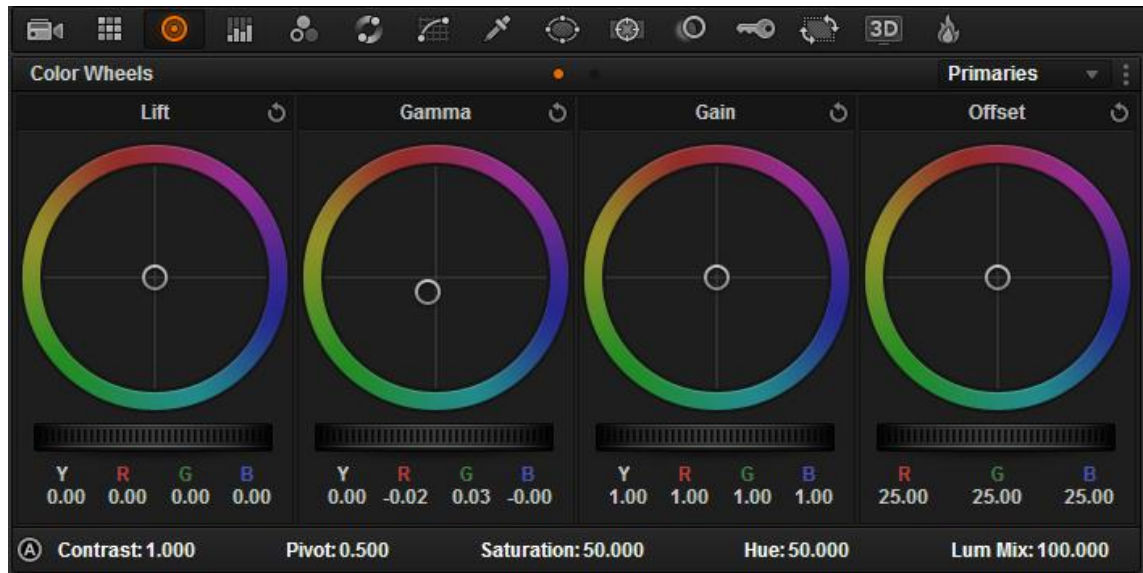 3D
Color Wheels Primaries
Lift Gamma Gain Offset
Y R G B Y R G B Y R G B R G B
0.00 0.00 0.00 0.00 0.00 -0.02 0.03 -0.00 1.00 1.00 1.00 1.00 25.00 25.00 25.00
A Contrast: 1.000 Pivot: 0.500 Saturation: 50.000 Hue: 50.000 Lum Mix: 100.000